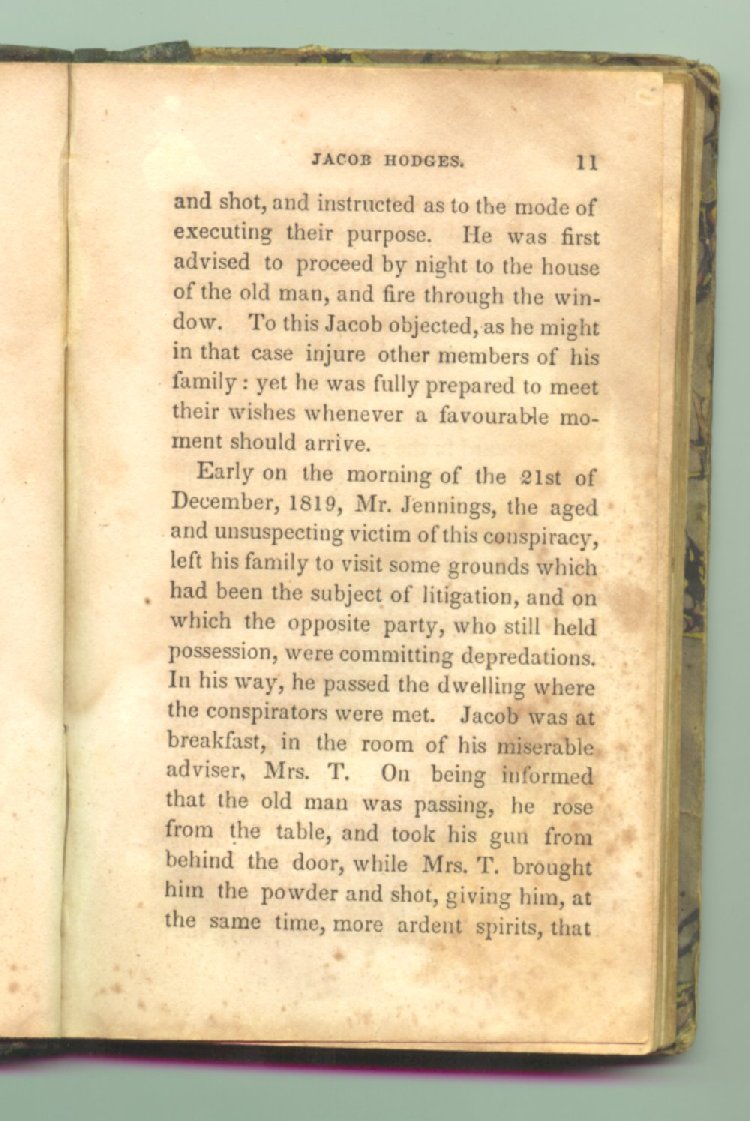 JACOB HODGES. 11
and shot, and instructed as to the mode of
executing their purpose. He was first
advised to proceed by night to the house
of the old man, and fire through the win-
dow. To this Jacob objected, as he might
in that case injure other members of his
family: yet he was fully prepared to meet
their wishes whenever a favourable mo-
ment should arrive.
Early on the morning of the 21st of
December, 1819, Mr. Jennings, the aged
and unsuspecting victim of this conspiracy,
left his family to visit some grounds which
had been the subject of litigation, and on
which the opposite party, who still held
possession, were committing depredations.
In his way, he passed the dwelling where
the conspirators were met. Jacob was at
breakfast, in the room of his miserable
adviser, Mrs. T. On being informed
that the old man was passing, he rose
from the table, and took his gun from
behind the door, while Mrs. T. brought
him the powder and shot, giving him, at
the same time, more ardent spirits, that